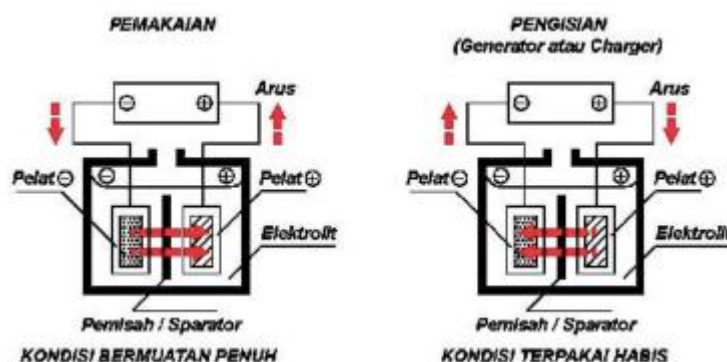 PEMAKAIAN
⊖ ⊕
Arus
⊖ ⊕
Pelat⊖
Pelat⊕
Elektrolit
Pemisah / Sparator
KONDISI BERMUATAN PENUH
PENGISIAN
(Generator atau Charger)
⊖ ⊕
Arus
⊖ ⊕
Pelat⊖
Pelat⊕
Elektrolit
Pemisah / Sparator
KONDISI TERPAKAI HABIS